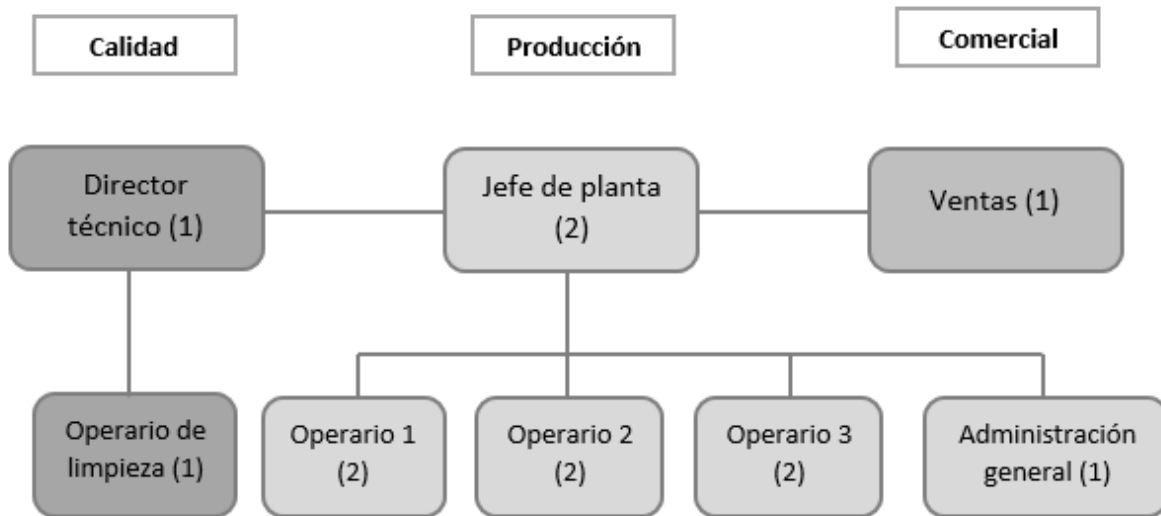 Calidad
Producción
Comercial
Director
técnico (1)
Jefe de planta
(2)
Ventas (1)
Operario de
limpieza (1)
Operario 1
(2)
Operario 2
(2)
Operario 3
(2)
Administración
general (1)